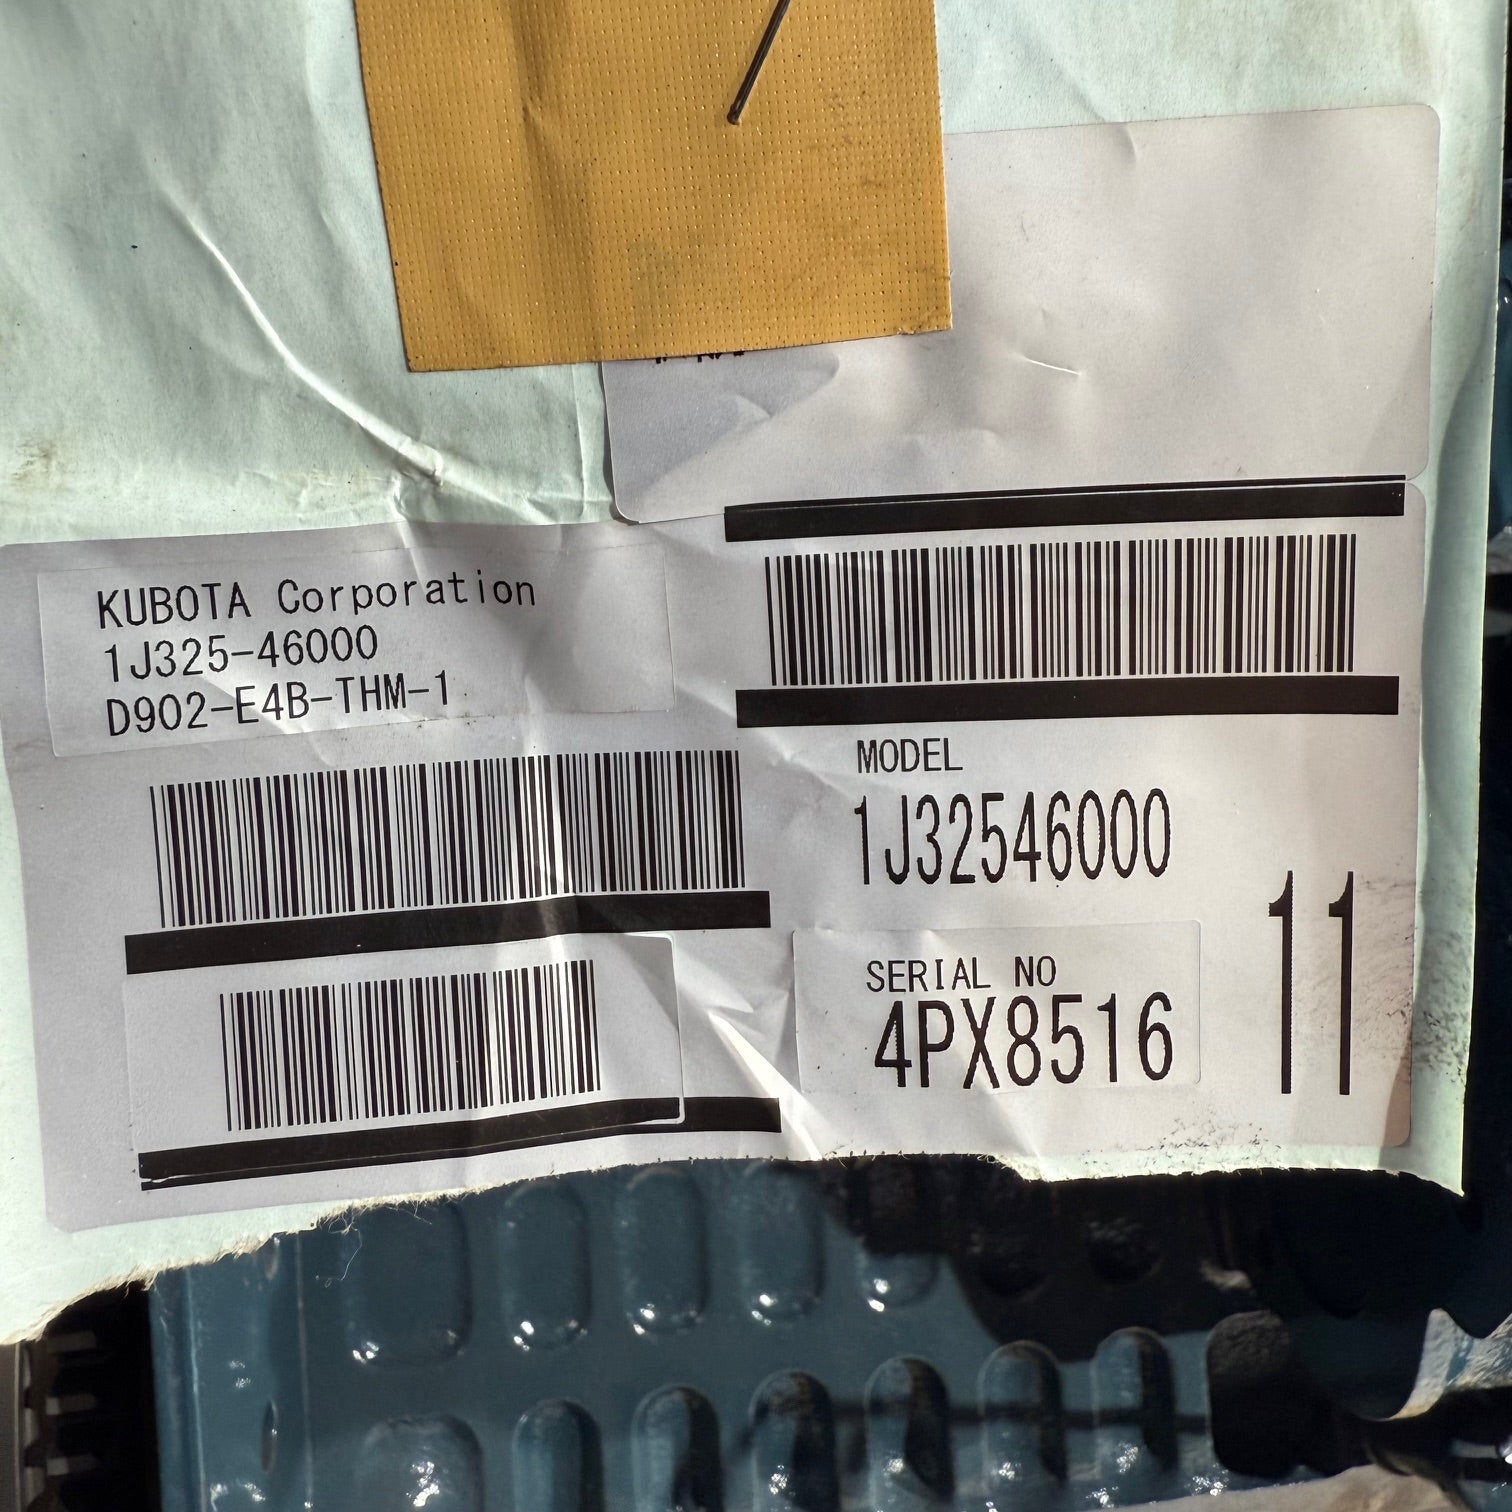 KUBOTA Corporation
1J325-46000
D902-E4B-THM-1
MODEL
1J32546000
SERIAL NO
4PX8516
11